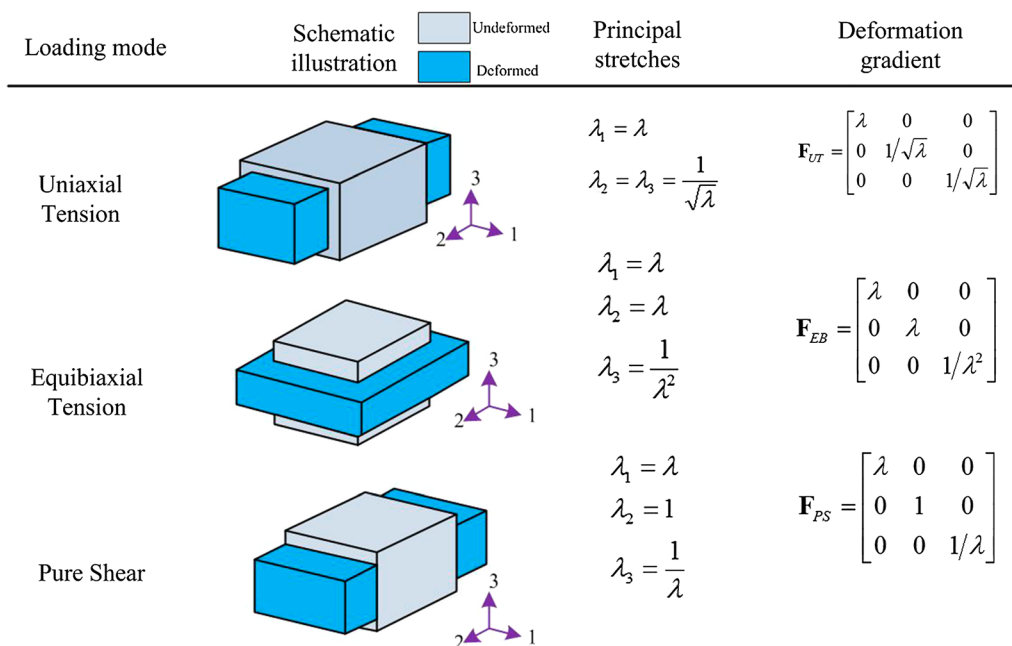 Loading mode
Schematic illustration
Undeformed
Deformed
Principal stretches
Deformation gradient
Uniaxial Tension
3
2
1
λ₁ = λ
λ₂ = λ₃ = 1/√λ
F_UT = [λ 0 0
0 1/√λ 0
0 0 1/√λ]
Equibiaxial Tension
3
2
1
λ₁ = λ
λ₂ = λ
λ₃ = 1/λ²
F_EB = [λ 0 0
0 λ 0
0 0 1/λ²]
Pure Shear
3
2
1
λ₁ = λ
λ₂ = 1
λ₃ = 1/λ
F_PS = [λ 0 0
0 1 0
0 0 1/λ]